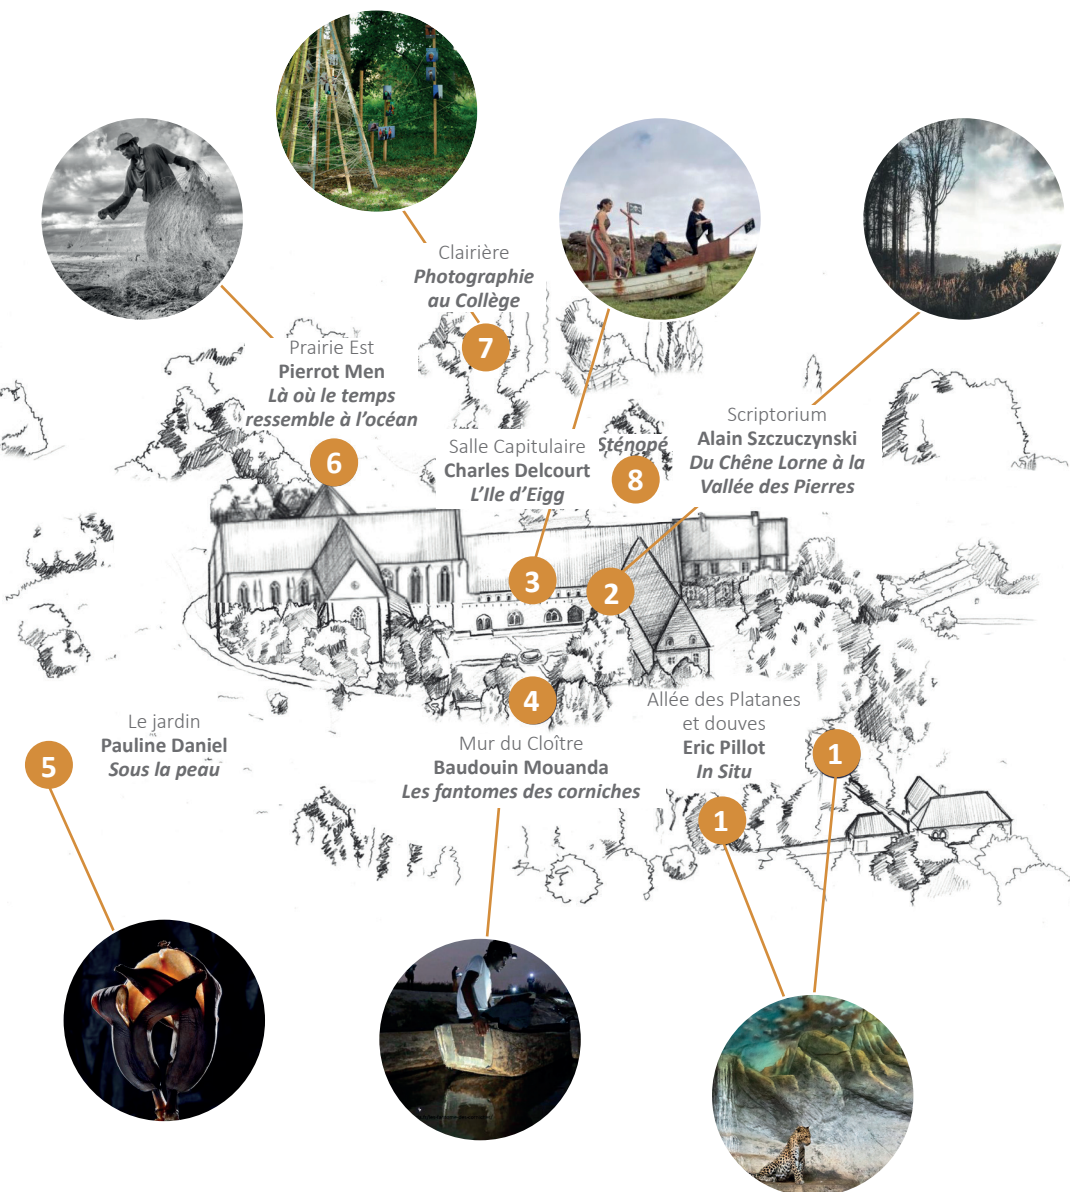 Clairière
Photographie
au Collège
7
Prairie Est
Pierrot Men
Là où le temps
ressemble à l'océan
6
Salle Capitulaire
Charles Delcourt
L'Ile d'Eigg
Sténopé
8
Scriptorium
Alain Szczuczynski
Du Chêne Lorne à la
Vallée des Pierres
3
2
4
Mur du Cloître
Baudouin Mouanda
Les fantomes des corniches
Le jardin
Pauline Daniel
Sous la peau
5
Allée des Platanes
et douves
Eric Pillot
In Situ
1
1